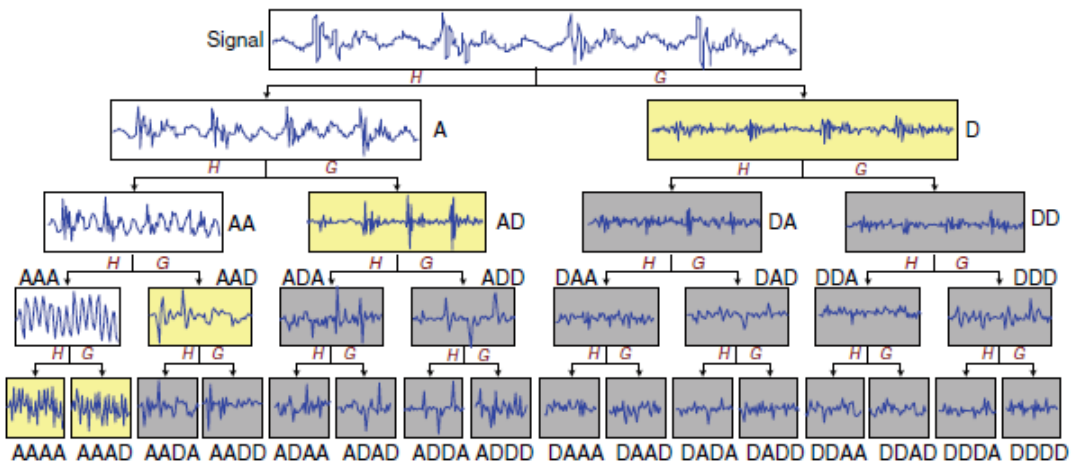 Signal
H G
A D
H G H G
AA AD DA DD
H G H G H G H G
AAA AAD ADA ADD DAA DAD DDA DDD
H G H G H G H G H G H G H G H G
AAAA AAAD AADA AADD ADAA ADAD ADDA ADDD DAAA DAAD DADA DADD DDAA DDAD DDDA DDDD